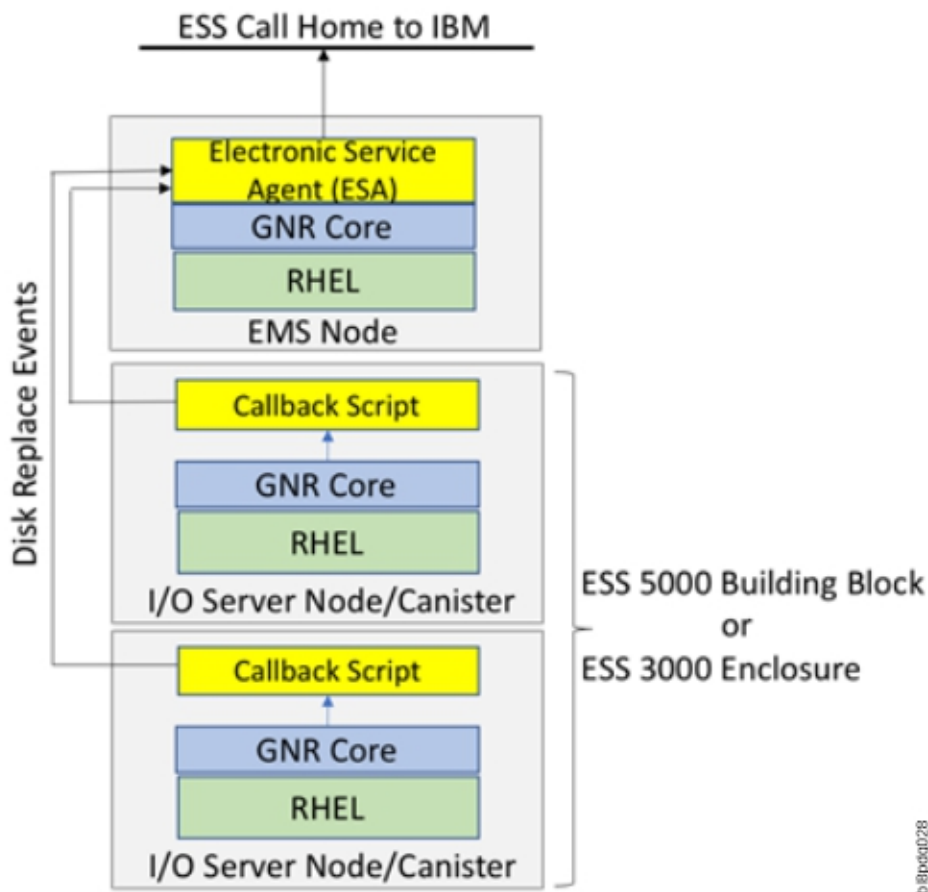 ESS Call Home to IBM
Electronic Service
Agent (ESA)
GNR Core
RHEL
EMS Node
Disk Replace Events
Callback Script
GNR Core
RHEL
I/O Server Node/Canister
ESS 5000 Building Block
or
ESS 3000 Enclosure
Callback Script
GNR Core
RHEL
I/O Server Node/Canister